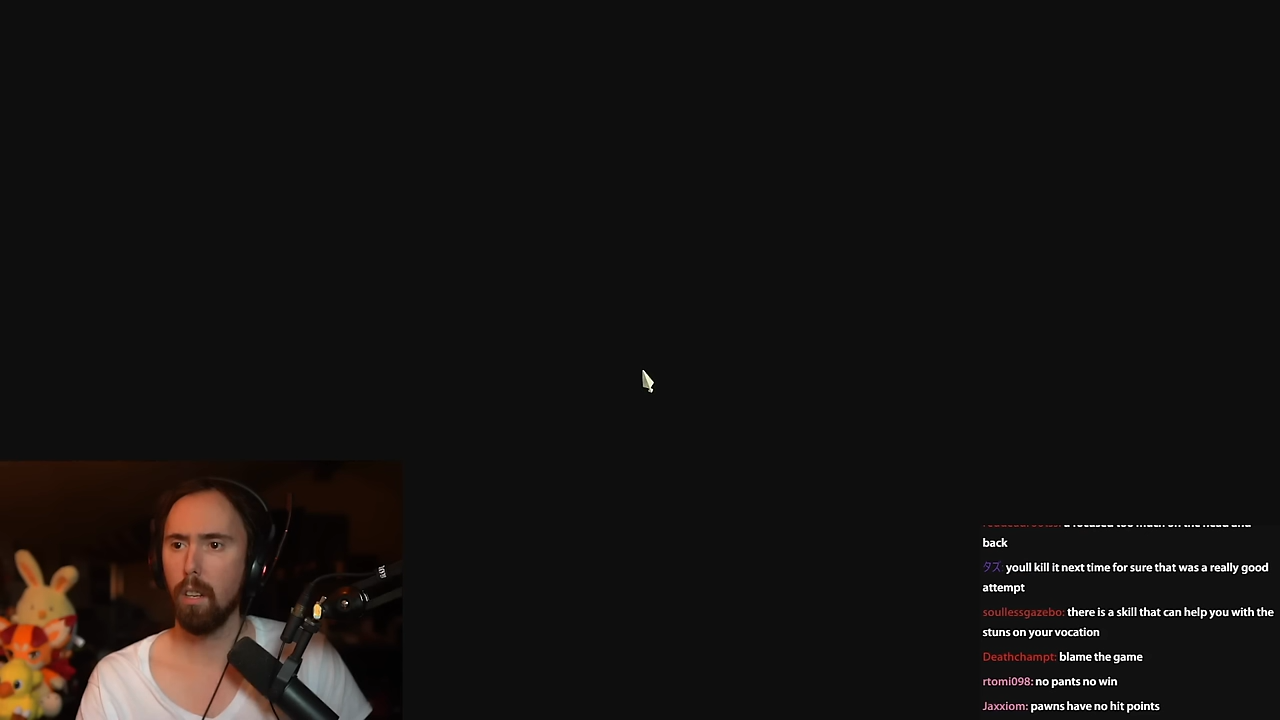 back
タズ: youll kill it next time for sure that was a really good
attempt
soullessgazebo: there is a skill that can help you with the
stuns on your vocation
Deathchampt: blame the game
rtomi098: no pants no win
Jaxxiom: pawns have no hit points